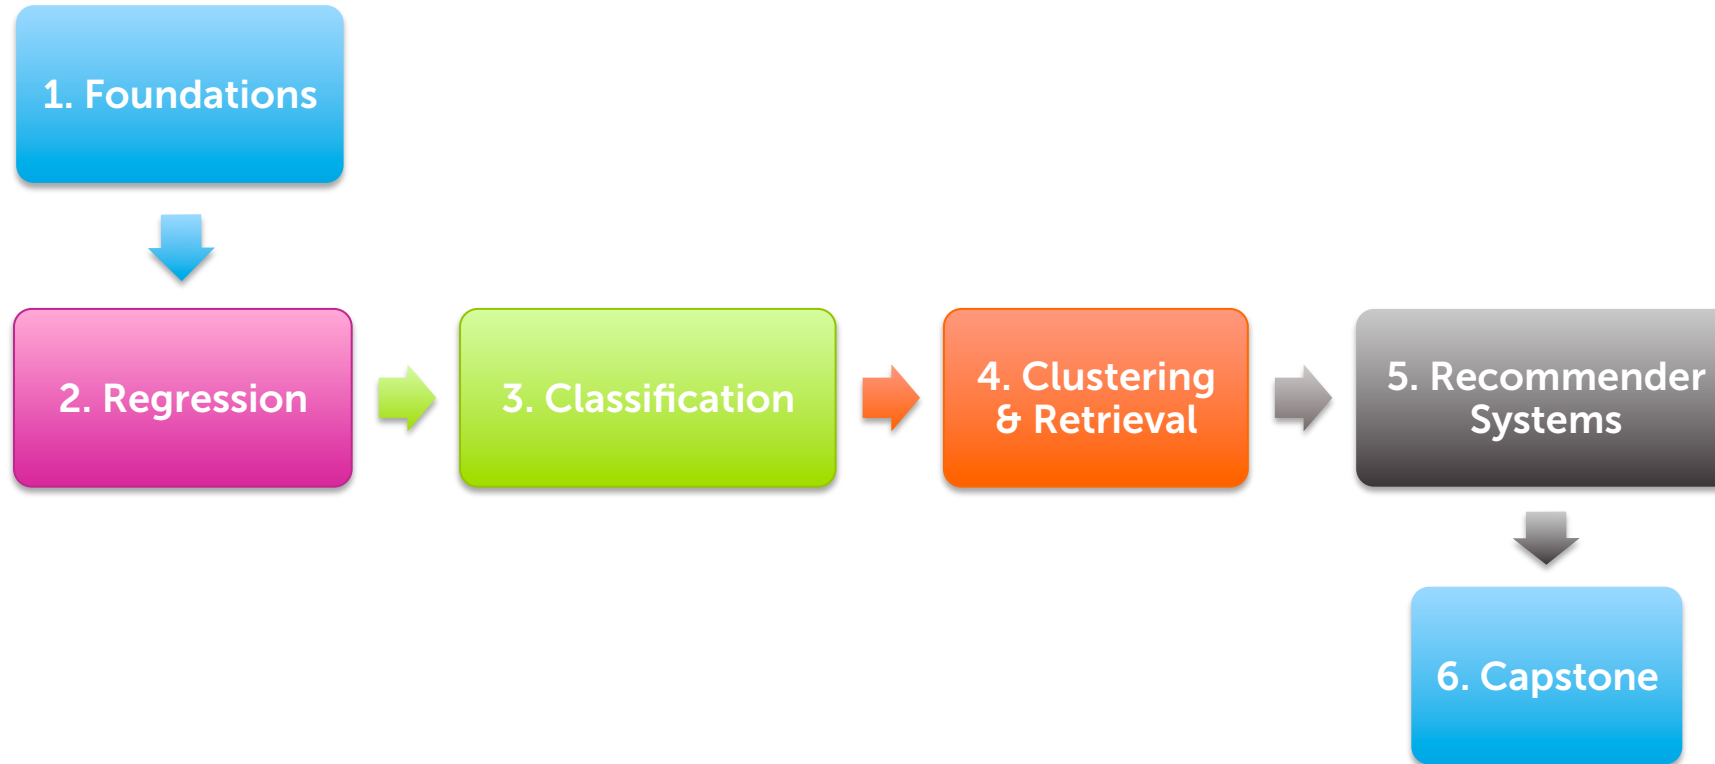 1. Foundations
2. Regression
3. Classification
4. Clustering
& Retrieval
5. Recommender
Systems
6. Capstone